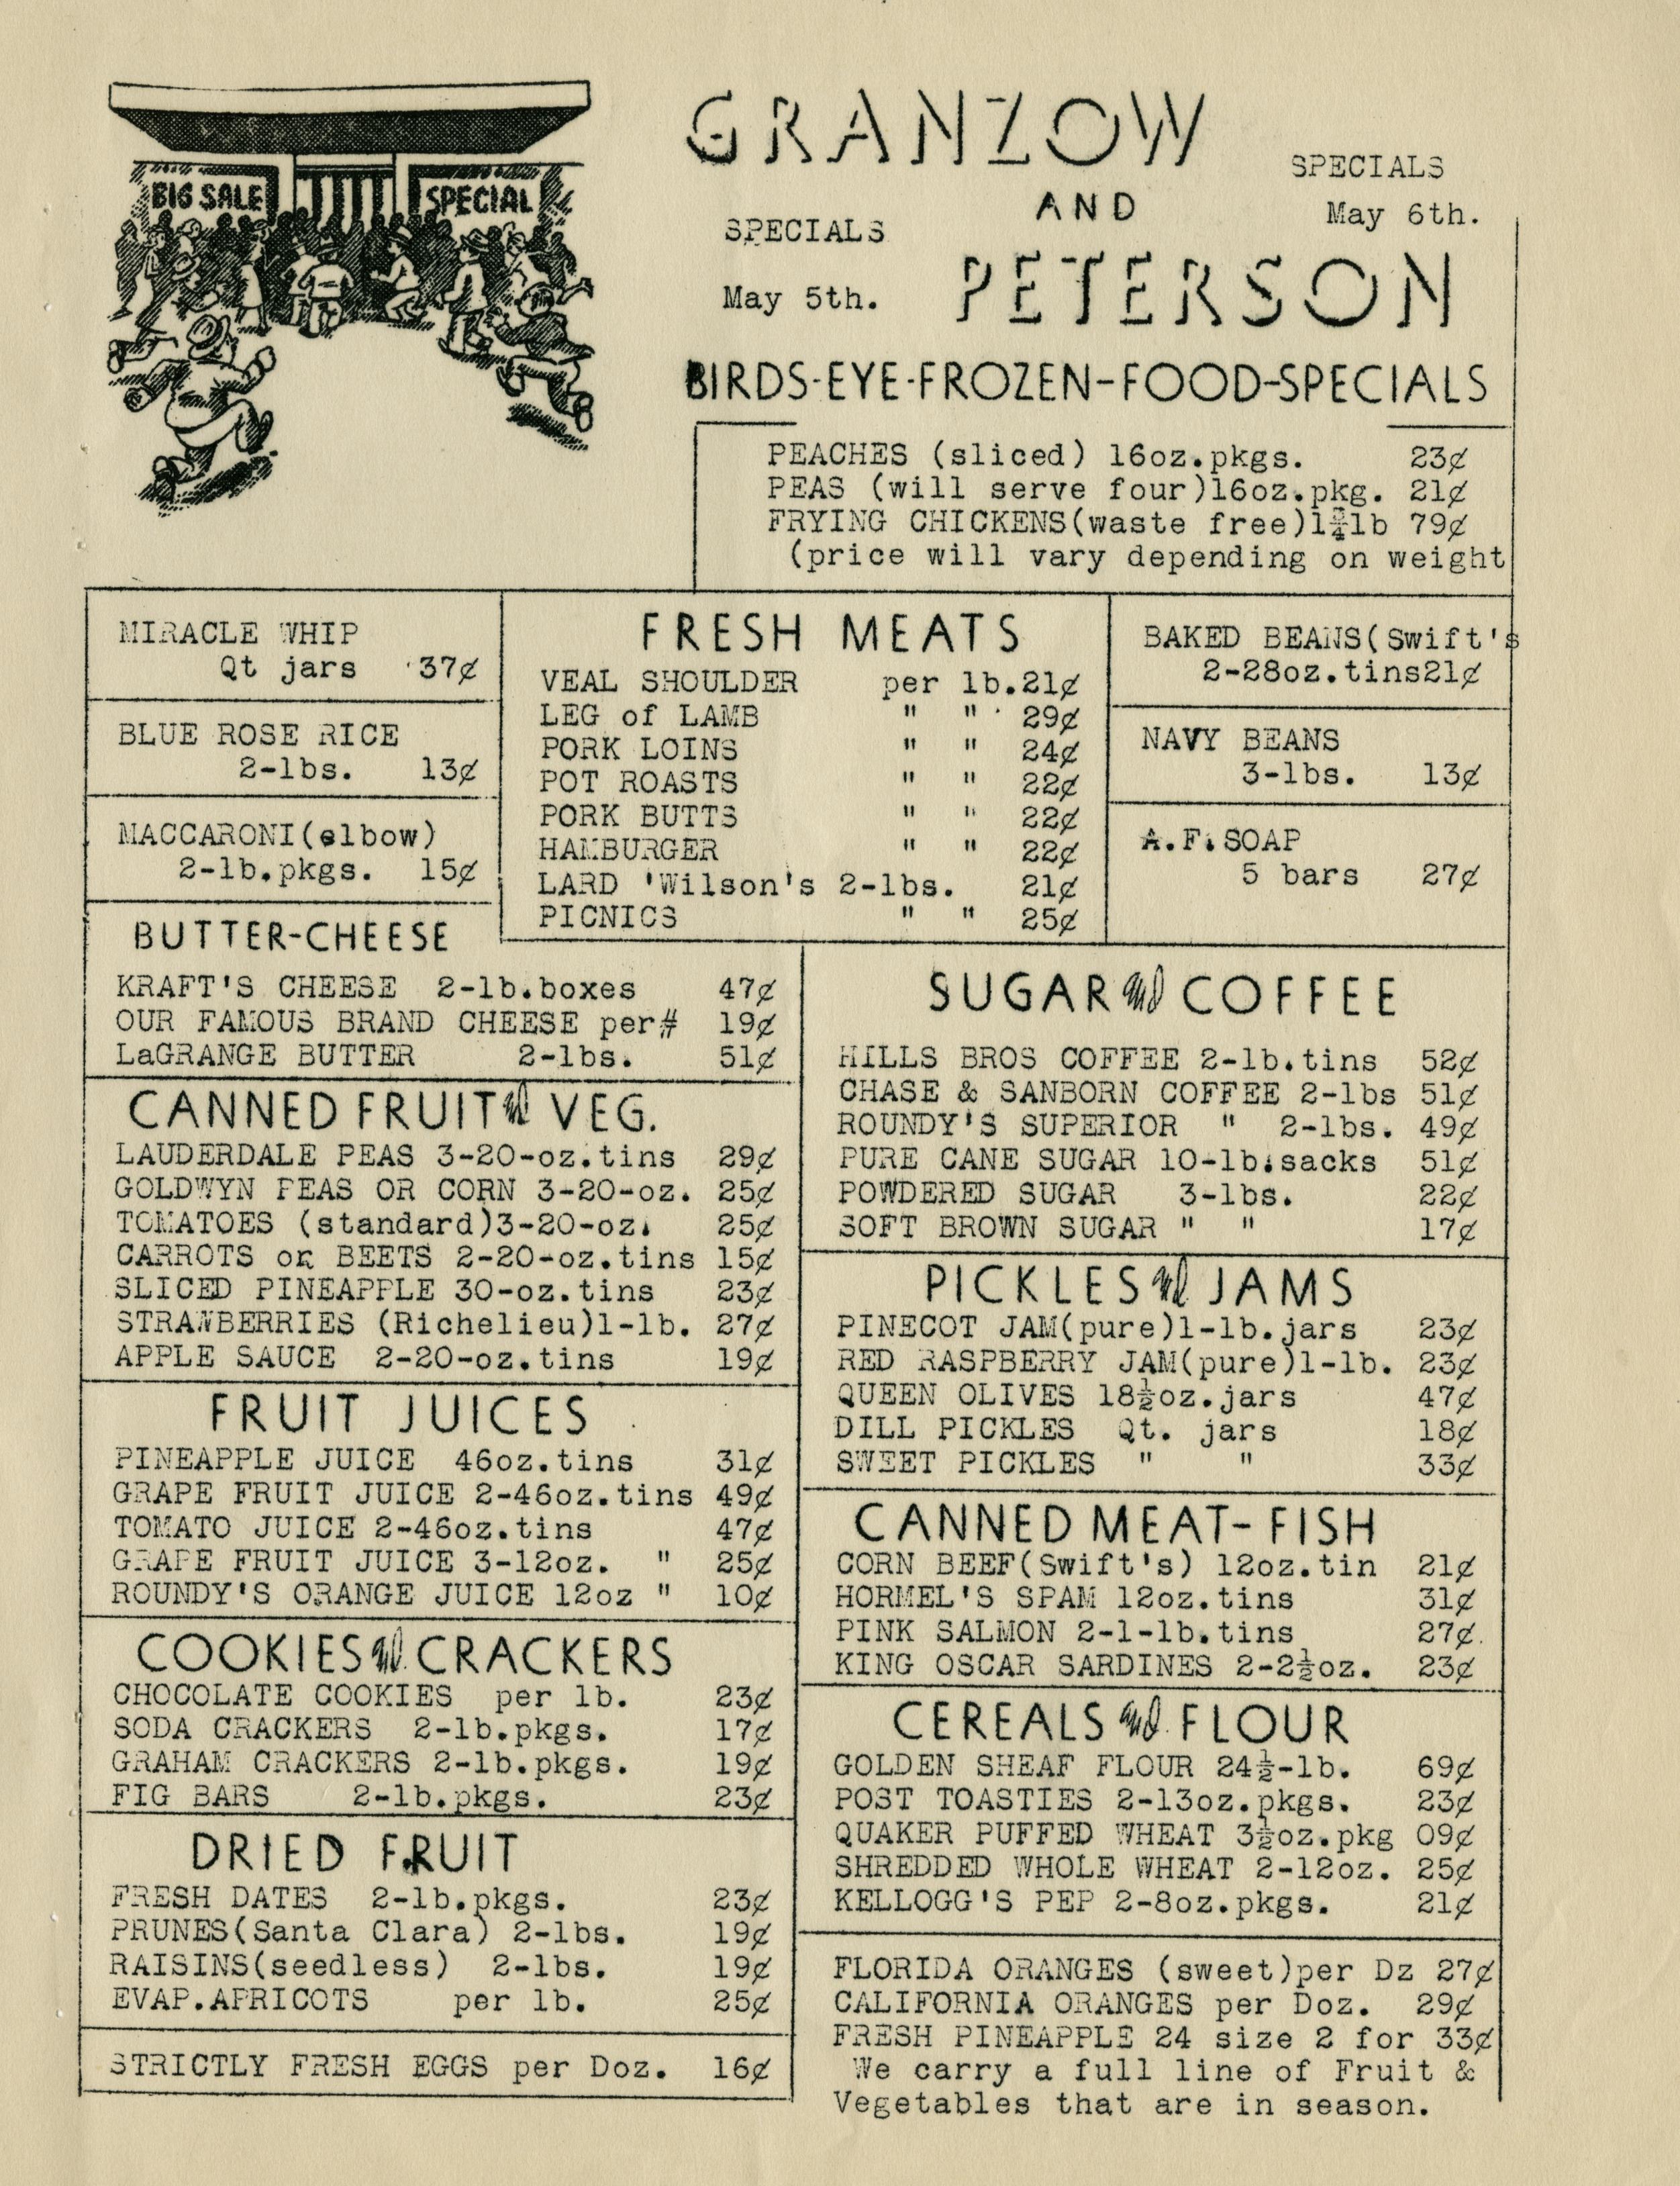 BIG SALE
SPECIAL
GRANZOW
AND
PETERSON
SPECIALS
May 5th.
SPECIALS
May 6th.
BIRDS-EYE-FROZEN-FOOD-SPECIALS
PEACHES (sliced) 16oz.pkgs. 23¢
PEAS (will serve four)16oz.pkg. 21¢
FRYING CHICKENS(waste free)1¾lb 79¢
(price will vary depending on weight
MIRACLE WHIP
Qt jars 37¢
BLUE ROSE RICE
2-lbs. 13¢
MACCARONI(elbow)
2-lb.pkgs. 15¢
FRESH MEATS
VEAL SHOULDER per lb.21¢
LEG of LAMB " " 29¢
PORK LOINS " " 24¢
POT ROASTS " " 22¢
PORK BUTTS " " 22¢
HAMBURGER " " 22¢
LARD 'Wilson's 2-lbs. 21¢
PICNICS " " 25¢
BAKED BEANS(Swift's
2-28oz.tins21¢
NAVY BEANS
3-lbs. 13¢
A.F.SOAP
5 bars 27¢
BUTTER-CHEESE
KRAFT'S CHEESE 2-lb.boxes 47¢
OUR FAMOUS BRAND CHEESE per# 19¢
LaGRANGE BUTTER 2-lbs. 51¢
CANNED FRUIT and VEG.
LAUDERDALE PEAS 3-20-oz.tins 29¢
GOLDWYN PEAS OR CORN 3-20-oz. 25¢
TOMATOES (standard)3-20-oz. 25¢
CARROTS oR BEETS 2-20-oz.tins 15¢
SLICED PINEAPPLE 30-oz.tins 23¢
STRAWBERRIES (Richelieu)1-lb. 27¢
APPLE SAUCE 2-20-oz.tins 19¢
FRUIT JUICES
PINEAPPLE JUICE 46oz.tins 31¢
GRAPE FRUIT JUICE 2-46oz.tins 49¢
TOMATO JUICE 2-46oz.tins 47¢
GRAPE FRUIT JUICE 3-12oz. " 25¢
ROUNDY'S ORANGE JUICE 12oz " 10¢
COOKIES and CRACKERS
CHOCOLATE COOKIES per lb. 23¢
SODA CRACKERS 2-lb.pkgs. 17¢
GRAHAM CRACKERS 2-lb.pkgs. 19¢
FIG BARS 2-lb.pkgs. 23¢
DRIED FRUIT
FRESH DATES 2-lb.pkgs. 23¢
PRUNES(Santa Clara) 2-lbs. 19¢
RAISINS(seedless) 2-lbs. 19¢
EVAP.APRICOTS per lb. 25¢
STRICTLY FRESH EGGS per Doz. 16¢
SUGAR and COFFEE
HILLS BROS COFFEE 2-lb.tins 52¢
CHASE & SANBORN COFFEE 2-lbs 51¢
ROUNDY'S SUPERIOR " 2-lbs. 49¢
PURE CANE SUGAR 10-lb.sacks 51¢
POWDERED SUGAR 3-lbs. 22¢
SOFT BROWN SUGAR " " 17¢
PICKLES and JAMS
PINECOT JAM(pure)1-lb.jars 23¢
RED RASPBERRY JAM(pure)1-lb. 23¢
QUEEN OLIVES 18½oz.jars 47¢
DILL PICKLES Qt. jars 18¢
SWEET PICKLES " " 33¢
CANNED MEAT-FISH
CORN BEEF(Swift's) 12oz.tin 21¢
HORMEL'S SPAM 12oz.tins 31¢
PINK SALMON 2-1-lb.tins 27¢
KING OSCAR SARDINES 2-2½oz. 23¢
CEREALS and FLOUR
GOLDEN SHEAF FLOUR 24½-lb. 69¢
POST TOASTIES 2-13oz.pkgs. 23¢
QUAKER PUFFED WHEAT 3½oz.pkg 09¢
SHREDDED WHOLE WHEAT 2-12oz. 25¢
KELLOGG'S PEP 2-8oz.pkgs. 21¢
FLORIDA ORANGES (sweet)per Dz 27¢
CALIFORNIA ORANGES per Doz. 29¢
FRESH PINEAPPLE 24 size 2 for 33¢
We carry a full line of Fruit &
Vegetables that are in season.